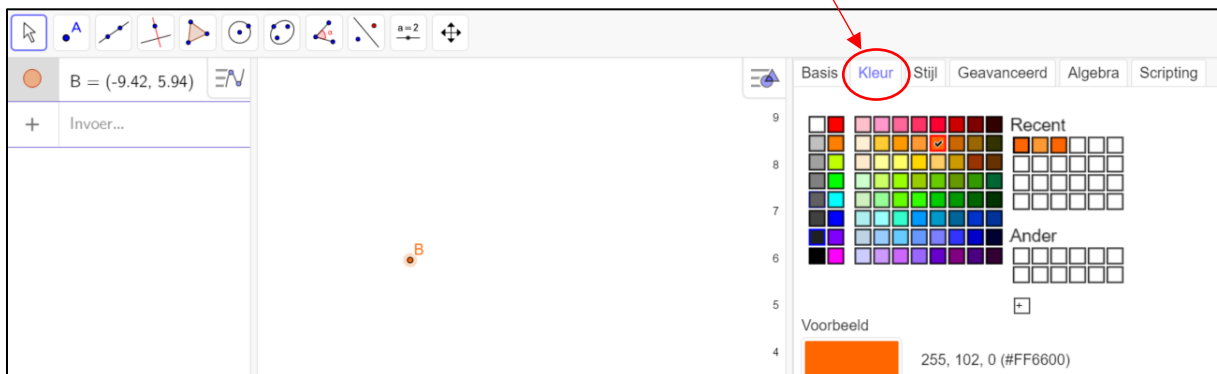 A
a=2
B = (-9.42, 5.94)
Invoer...
B
9
8
7
6
5
4
Basis Kleur Stijl Geavanceerd Algebra Scripting
Recent
Ander
+
Voorbeeld
255, 102, 0 (#FF6600)